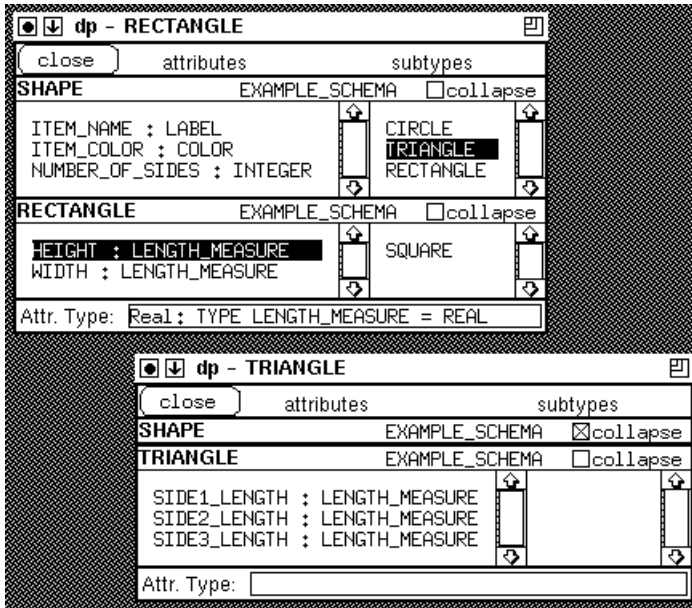 dp - RECTANGLE
close attributes subtypes
SHAPE EXAMPLE_SCHEMA collapse
ITEM_NAME : LABEL CIRCLE
ITEM_COLOR : COLOR TRIANGLE
NUMBER_OF_SIDES : INTEGER RECTANGLE
RECTANGLE EXAMPLE_SCHEMA collapse
HEIGHT : LENGTH_MEASURE SQUARE
WIDTH : LENGTH_MEASURE
Attr. Type: Real: TYPE LENGTH_MEASURE = REAL
dp - TRIANGLE
close attributes subtypes
SHAPE EXAMPLE_SCHEMA collapse
TRIANGLE EXAMPLE_SCHEMA collapse
SIDE1_LENGTH : LENGTH_MEASURE
SIDE2_LENGTH : LENGTH_MEASURE
SIDE3_LENGTH : LENGTH_MEASURE
Attr. Type: